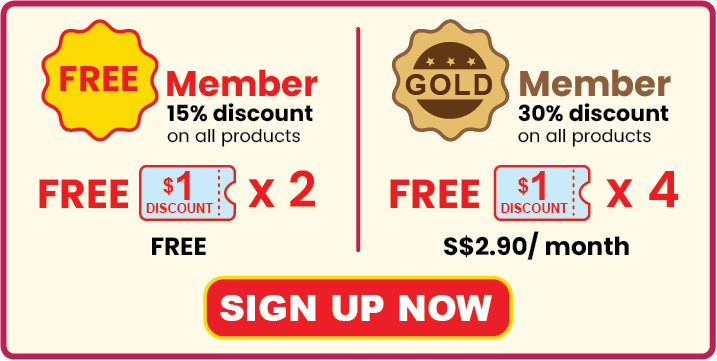 FREE
Member
15% discount
on all products
FREE $1 DISCOUNT x 2
FREE
GOLD
Member
30% discount
on all products
FREE $1 DISCOUNT x 4
S$2.90/ month
SIGN UP NOW